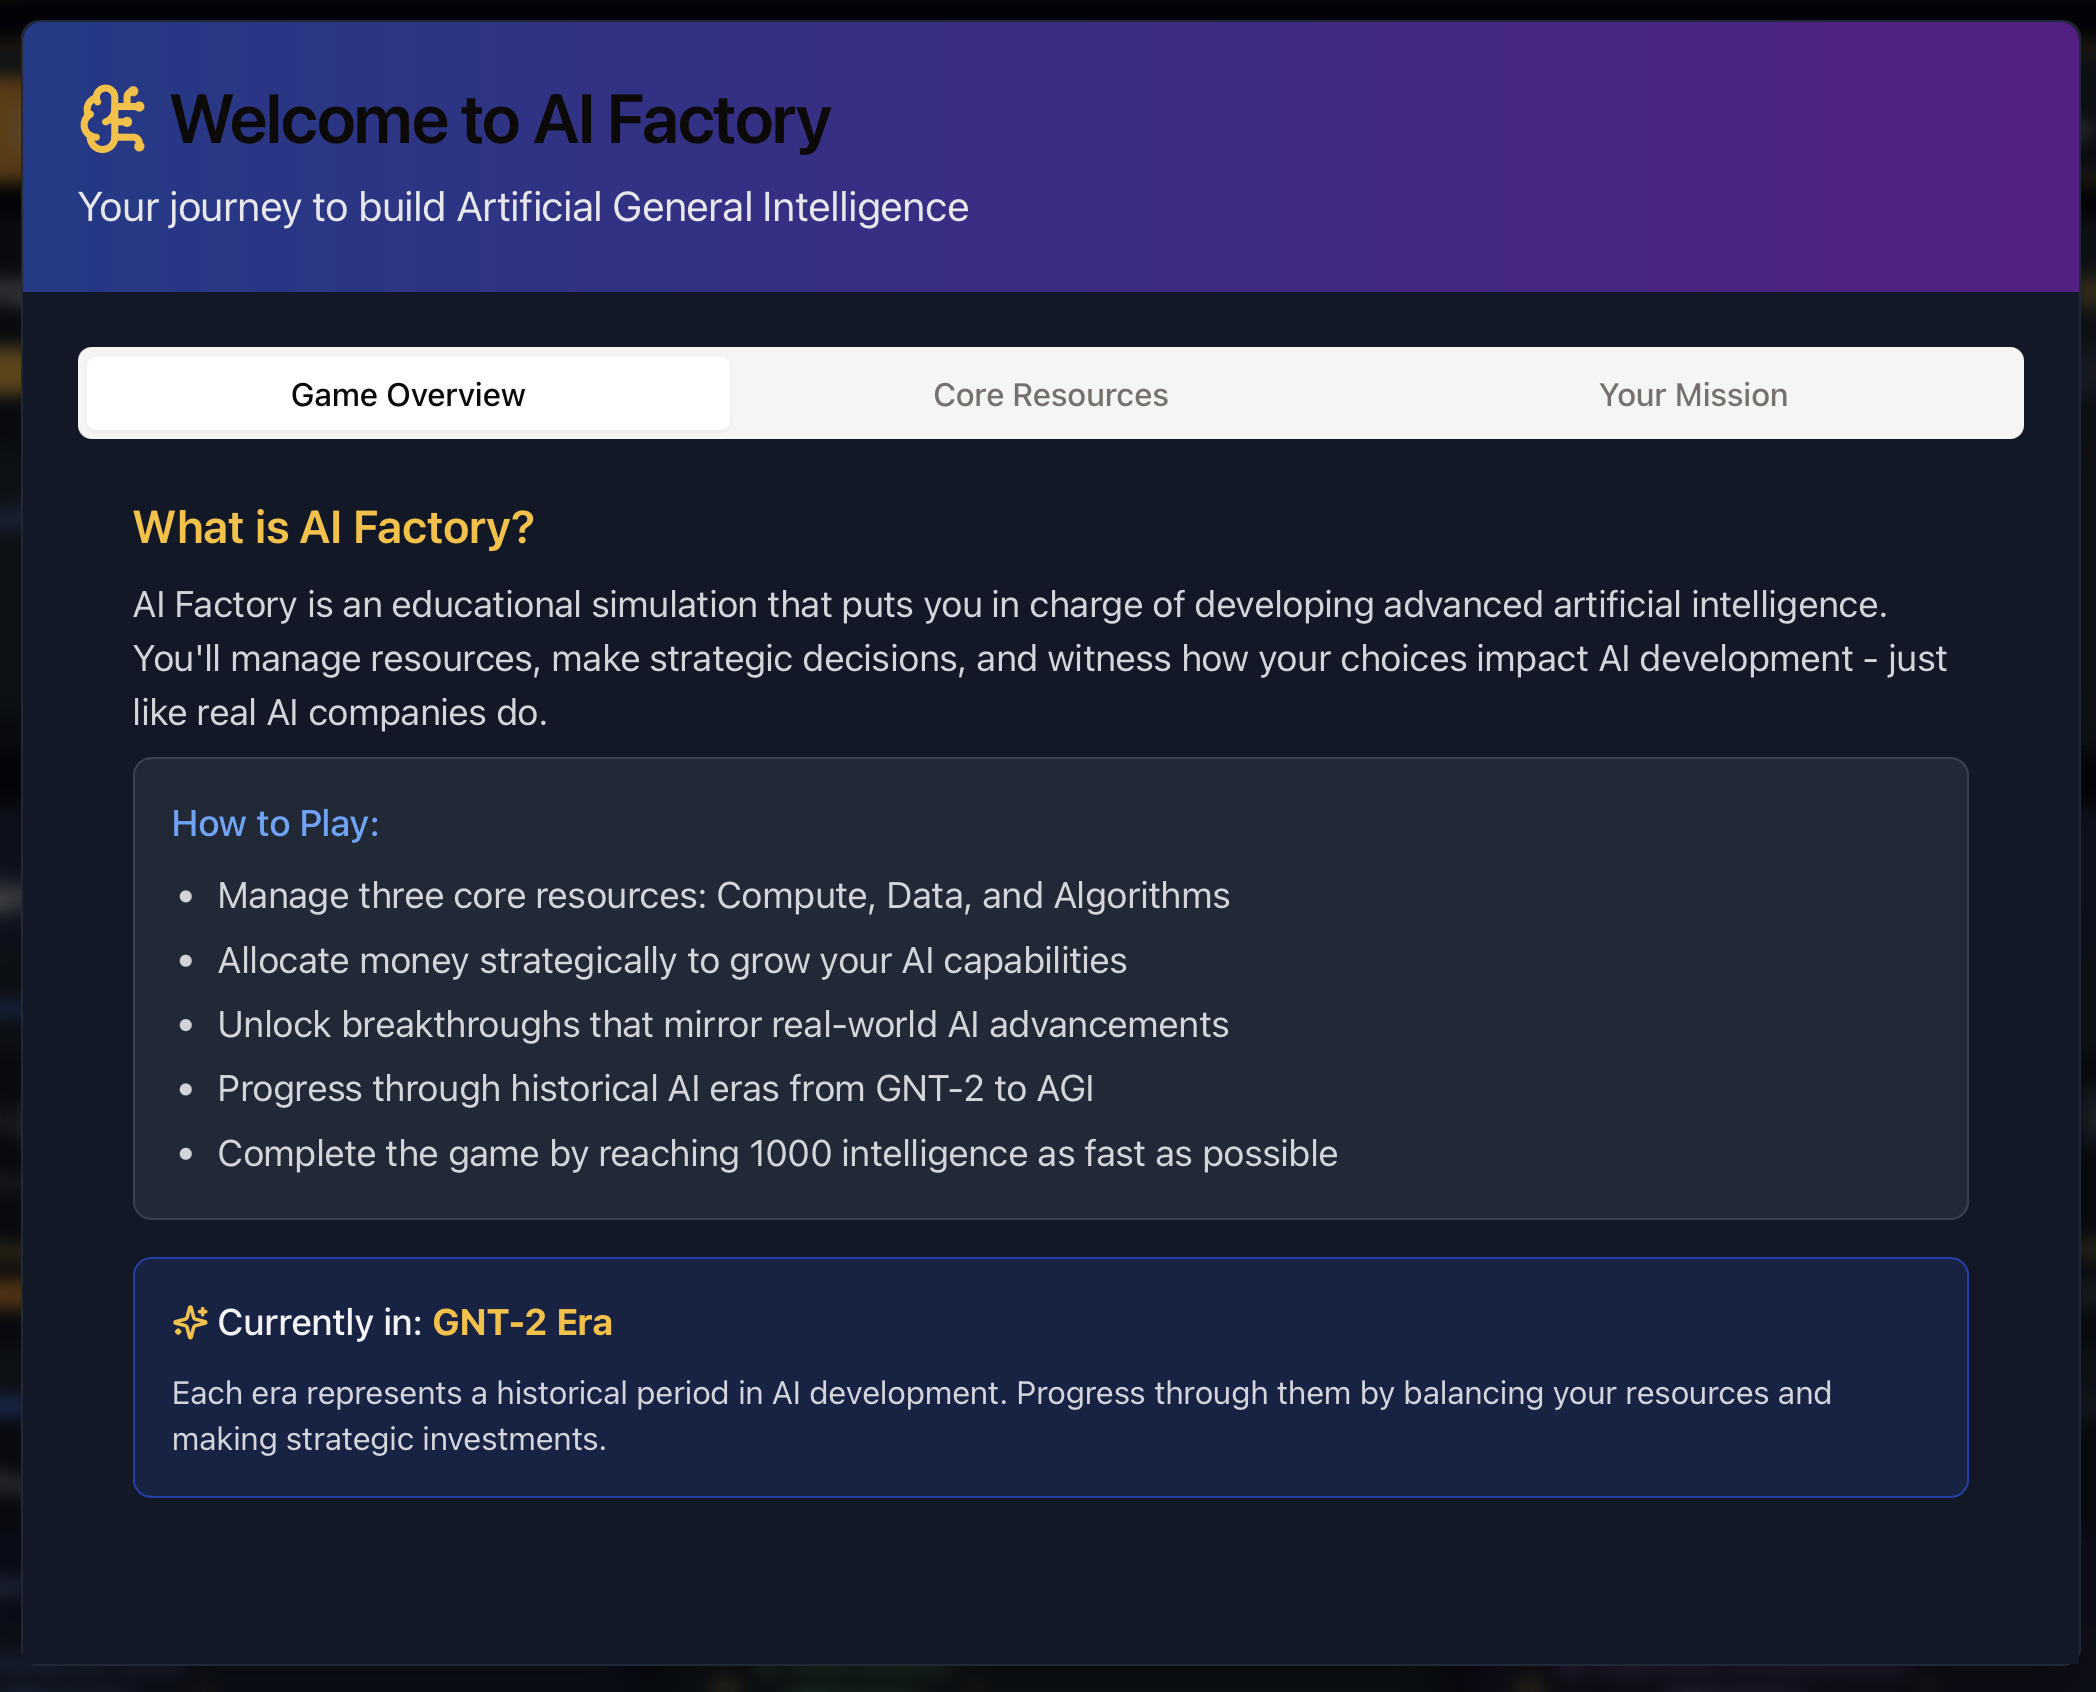 Welcome to AI Factory
Your journey to build Artificial General Intelligence
Game Overview
Core Resources
Your Mission
What is AI Factory?
AI Factory is an educational simulation that puts you in charge of developing advanced artificial intelligence.
You'll manage resources, make strategic decisions, and witness how your choices impact AI development - just
like real AI companies do.
How to Play:
• Manage three core resources: Compute, Data, and Algorithms
• Allocate money strategically to grow your AI capabilities
• Unlock breakthroughs that mirror real-world AI advancements
• Progress through historical AI eras from GNT-2 to AGI
• Complete the game by reaching 1000 intelligence as fast as possible
Currently in: GNT-2 Era
Each era represents a historical period in AI development. Progress through them by balancing your resources and
making strategic investments.